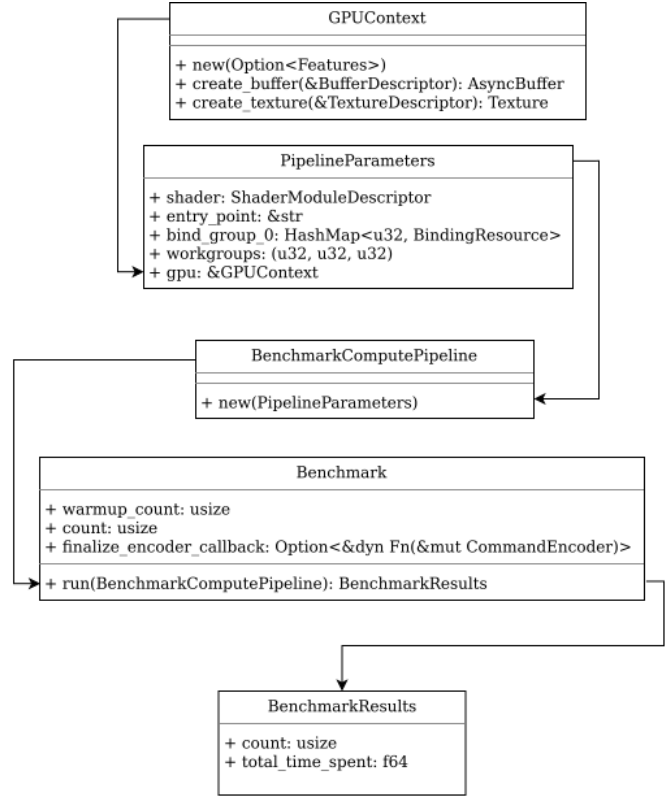 GPUContext
+ new(Option<Features>)
+ create_buffer(&BufferDescriptor): AsyncBuffer
+ create_texture(&TextureDescriptor): Texture
PipelineParameters
+ shader: ShaderModuleDescriptor
+ entry_point: &str
+ bind_group_0: HashMap<u32, BindingResource>
+ workgroups: (u32, u32, u32)
+ gpu: &GPUContext
BenchmarkComputePipeline
+ new(PipelineParameters)
Benchmark
+ warmup_count: usize
+ count: usize
+ finalize_encoder_callback: Option<&dyn Fn(&mut CommandEncoder)>
+ run(BenchmarkComputePipeline): BenchmarkResults
BenchmarkResults
+ count: usize
+ total_time_spent: f64